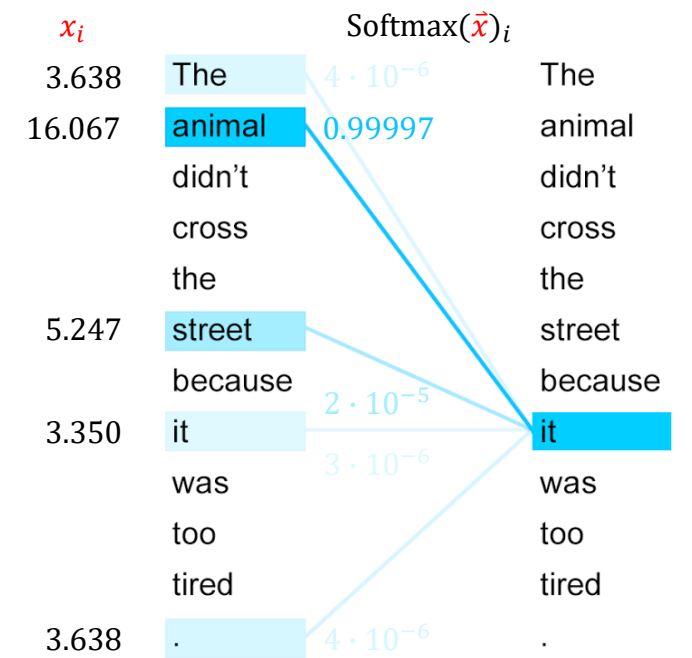 xᵢ Softmax(x⃗)ᵢ
3.638 The 4 · 10⁻⁶ The
16.067 animal 0.99997 animal
didn’t didn’t
cross cross
the the
5.247 street street
because because
2 · 10⁻⁵
3.350 it it
3 · 10⁻⁶
was was
too too
tired tired
3.638 . 4 · 10⁻⁶ .